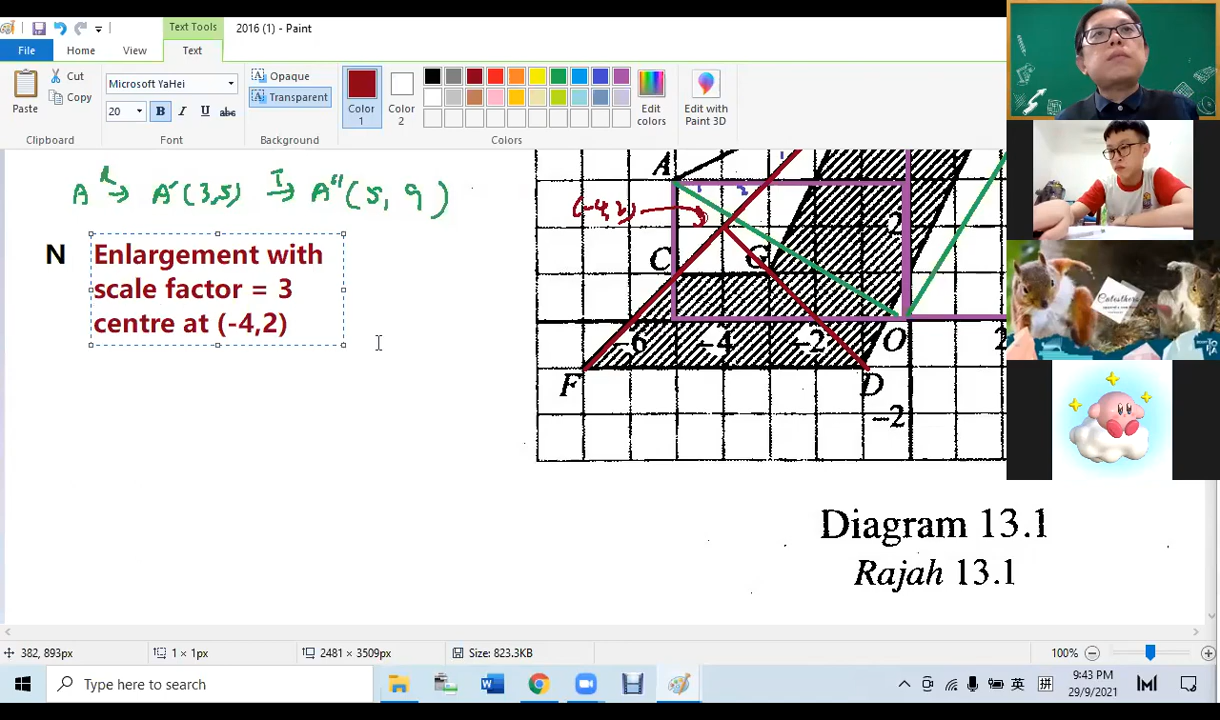 2016 (1) - Paint
Text Tools
File
Home
View
Text
Paste
Cut
Copy
Clipboard
Microsoft YaHei
20
B I U abc
Font
Opaque
Transparent
Background
Color 1
Color 2
Colors
Edit colors
Edit with Paint 3D
A → A'(3,5) → A''(5, 9)
N
Enlargement with
scale factor = 3
centre at (-4,2)
A
(-4,2)
2
C
G
-6
-4
-2
O
2
F
D
-2
Diagram 13.1
Rajah 13.1
382, 893px
1 × 1px
2481 × 3509px
Size: 823.3KB
100%
Type here to search
英
拼
9:43 PM
29/9/2021